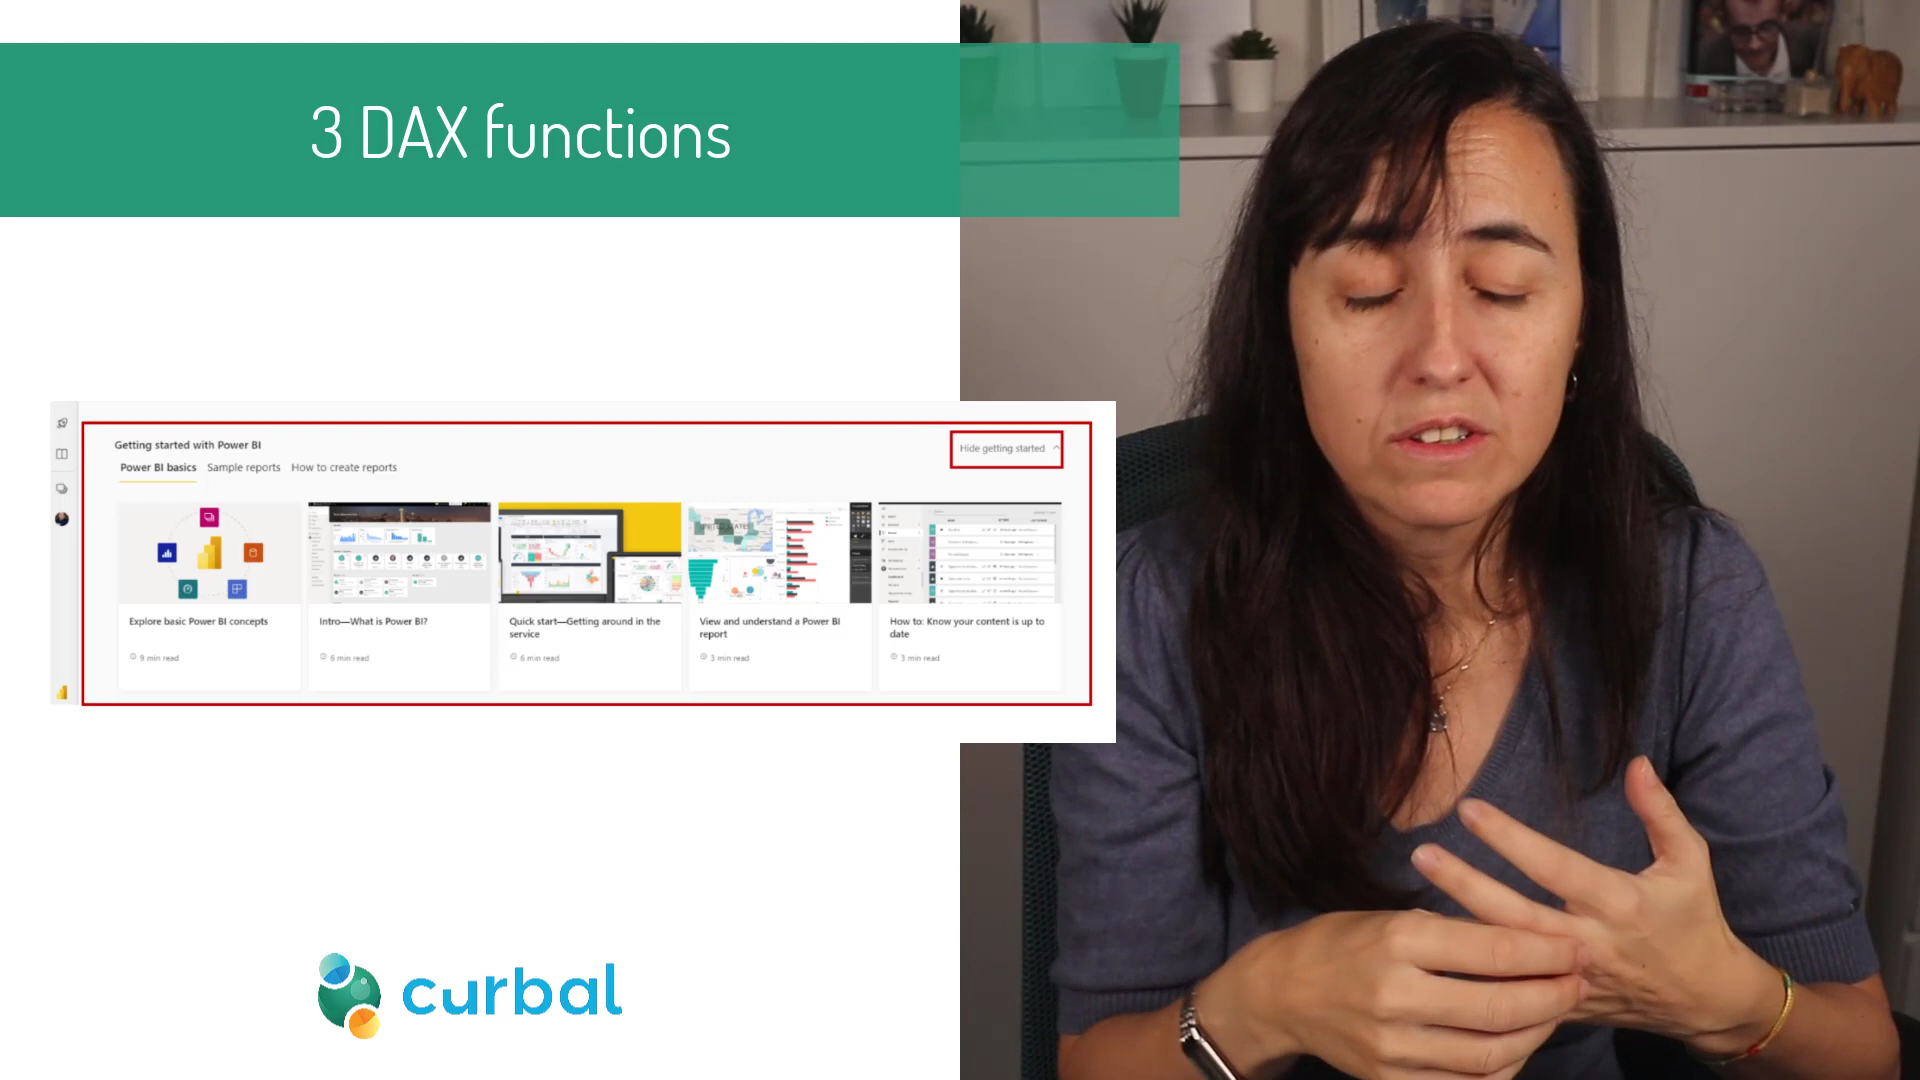 3 DAX functions
Getting started with Power BI
Hide getting started
Power BI basics Sample reports How to create reports
Explore basic Power BI concepts
9 min read
Intro—What is Power BI?
6 min read
Quick start—Getting around in the
service
6 min read
View and understand a Power BI
report
3 min read
How to: Know your content is up to
date
3 min read
UNITED STATES
curbal